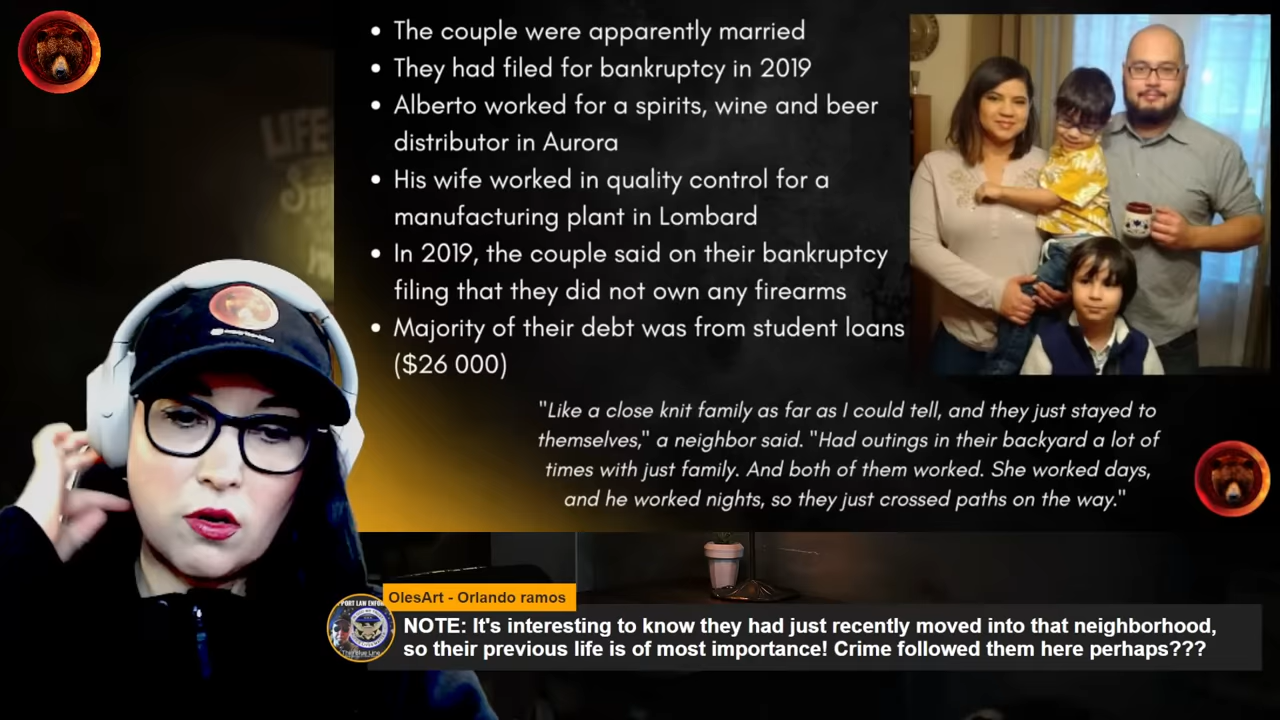 • The couple were apparently married
• They had filed for bankruptcy in 2019
• Alberto worked for a spirits, wine and beer
distributor in Aurora
• His wife worked in quality control for a
manufacturing plant in Lombard
• In 2019, the couple said on their bankruptcy
filing that they did not own any firearms
• Majority of their debt was from student loans
($26 000)
"Like a close knit family as far as I could tell, and they just stayed to
themselves," a neighbor said. "Had outings in their backyard a lot of
times with just family. And both of them worked. She worked days,
and he worked nights, so they just crossed paths on the way."
OlesArt - Orlando ramos
NOTE: It's interesting to know they had just recently moved into that neighborhood,
so their previous life is of most importance! Crime followed them here perhaps???